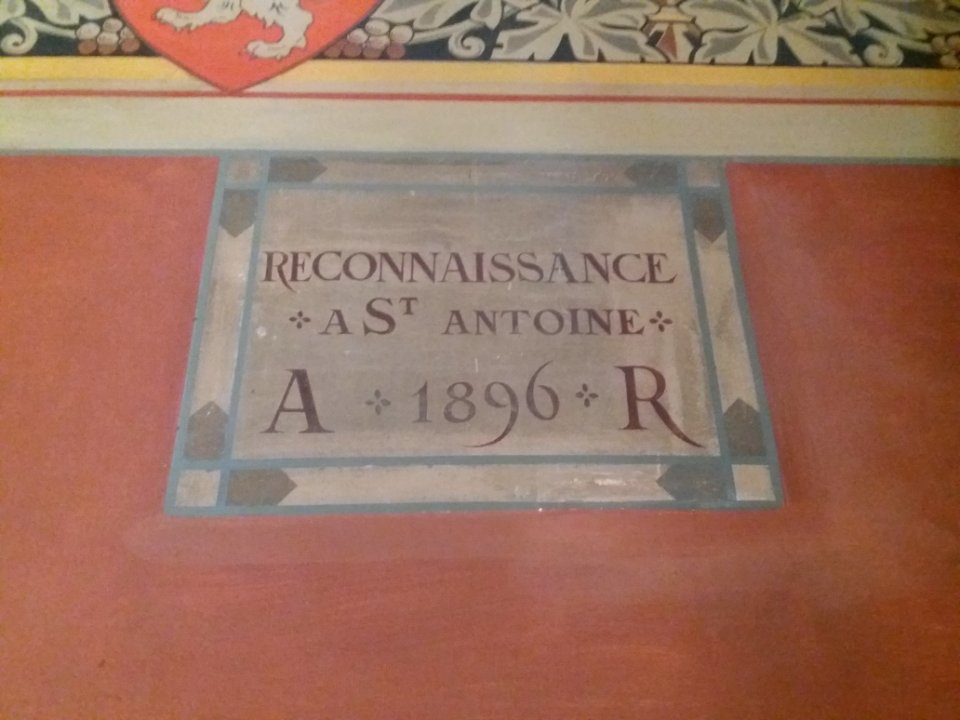 RECONNAISSANCE
A ST ANTOINE
A 1896 R